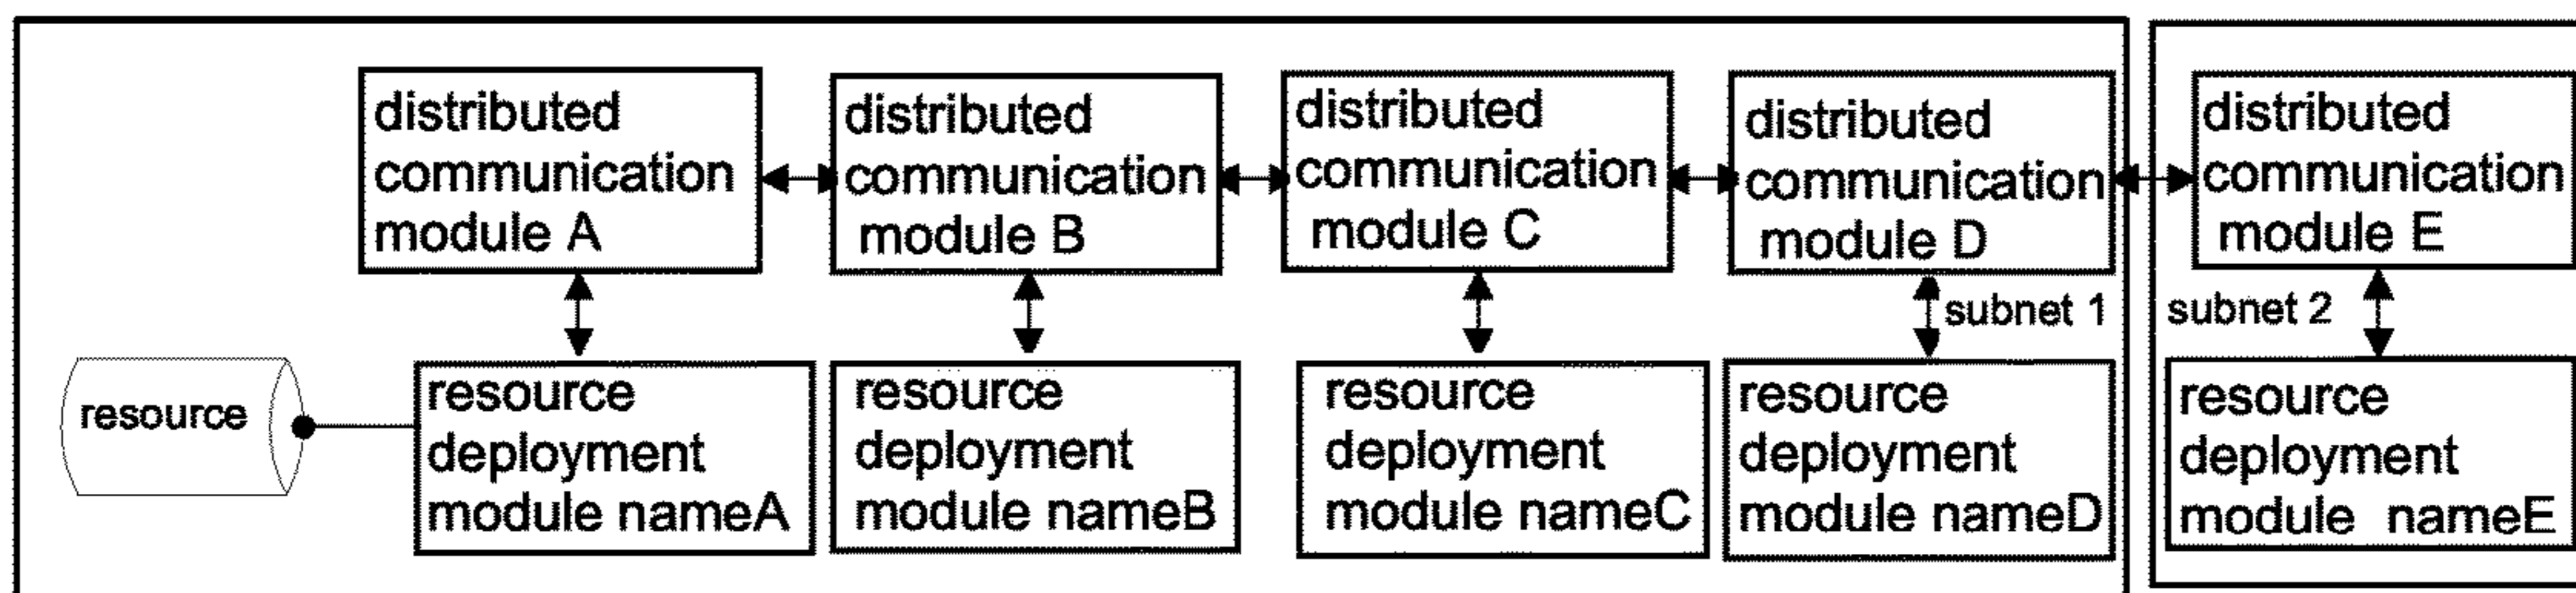 distributed
communication
module A
distributed
communication
module B
distributed
communication
module C
distributed
communication
module D
distributed
communication
module E
subnet 1
subnet 2
resource
resource
deployment
module nameA
resource
deployment
module nameB
resource
deployment
module nameC
resource
deployment
module nameD
resource
deployment
module nameE